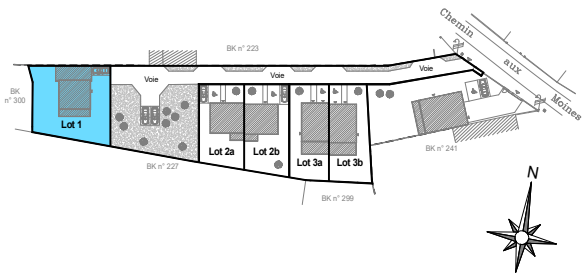 Chemin
aux
Moines
BK n° 223
Voie
Voie
Voie
BK
n° 300
Lot 1
Lot 2a
Lot 2b
Lot 3a
Lot 3b
BK n° 241
BK n° 227
BK n° 299
N